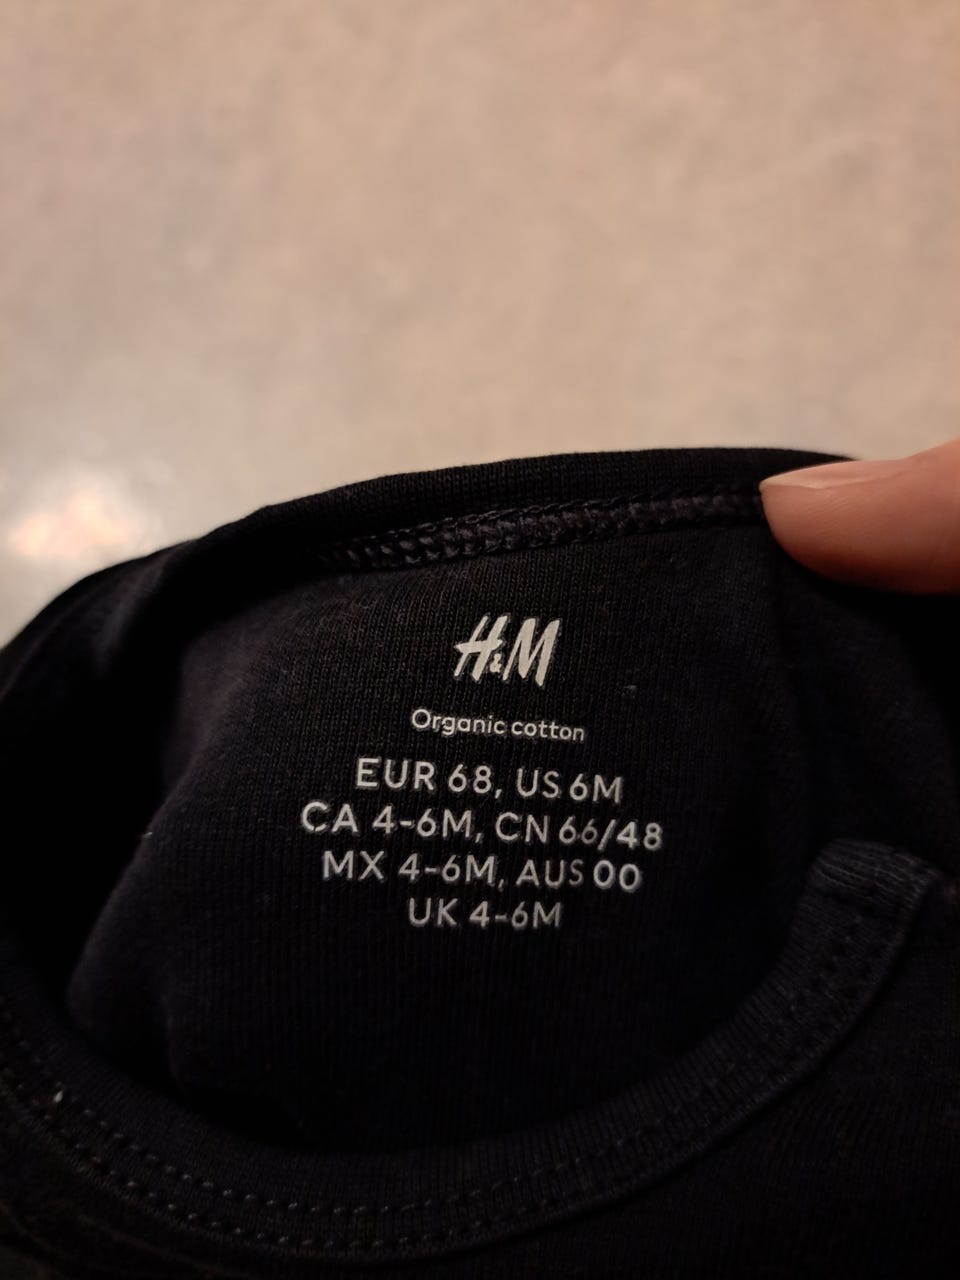 H&M
Organic cotton
EUR 68, US 6M
CA 4-6M, CN 66/48
MX 4-6M, AUS 00
UK 4-6M